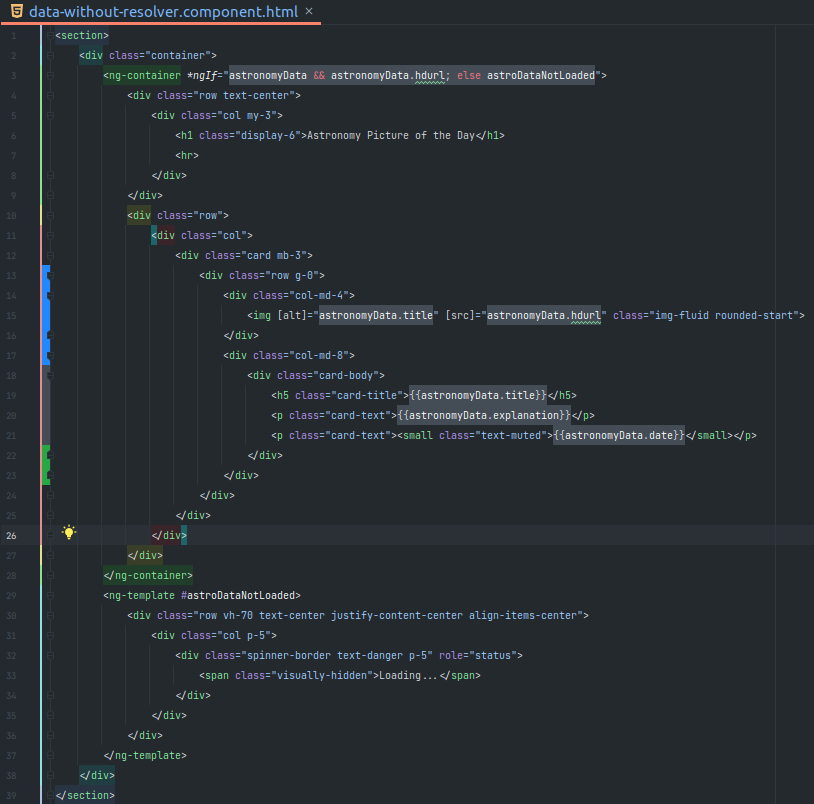 data-without-resolver.component.html ×
1 <section>
2 <div class="container">
3 <ng-container *ngIf="astronomyData && astronomyData.hdurl; else astroDataNotLoaded">
4 <div class="row text-center">
5 <div class="col my-3">
6 <h1 class="display-6">Astronomy Picture of the Day</h1>
7 <hr>
8 </div>
9 </div>
10 <div class="row">
11 <div class="col">
12 <div class="card mb-3">
13 <div class="row g-0">
14 <div class="col-md-4">
15 <img [alt]="astronomyData.title" [src]="astronomyData.hdurl" class="img-fluid rounded-start">
16 </div>
17 <div class="col-md-8">
18 <div class="card-body">
19 <h5 class="card-title">{{astronomyData.title}}</h5>
20 <p class="card-text">{{astronomyData.explanation}}</p>
21 <p class="card-text"><small class="text-muted">{{astronomyData.date}}</small></p>
22 </div>
23 </div>
24 </div>
25 </div>
26 </div>
27 </div>
28 </ng-container>
29 <ng-template #astroDataNotLoaded>
30 <div class="row vh-70 text-center justify-content-center align-items-center">
31 <div class="col p-5">
32 <div class="spinner-border text-danger p-5" role="status">
33 <span class="visually-hidden">Loading...</span>
34 </div>
35 </div>
36 </div>
37 </ng-template>
38 </div>
39 </section>